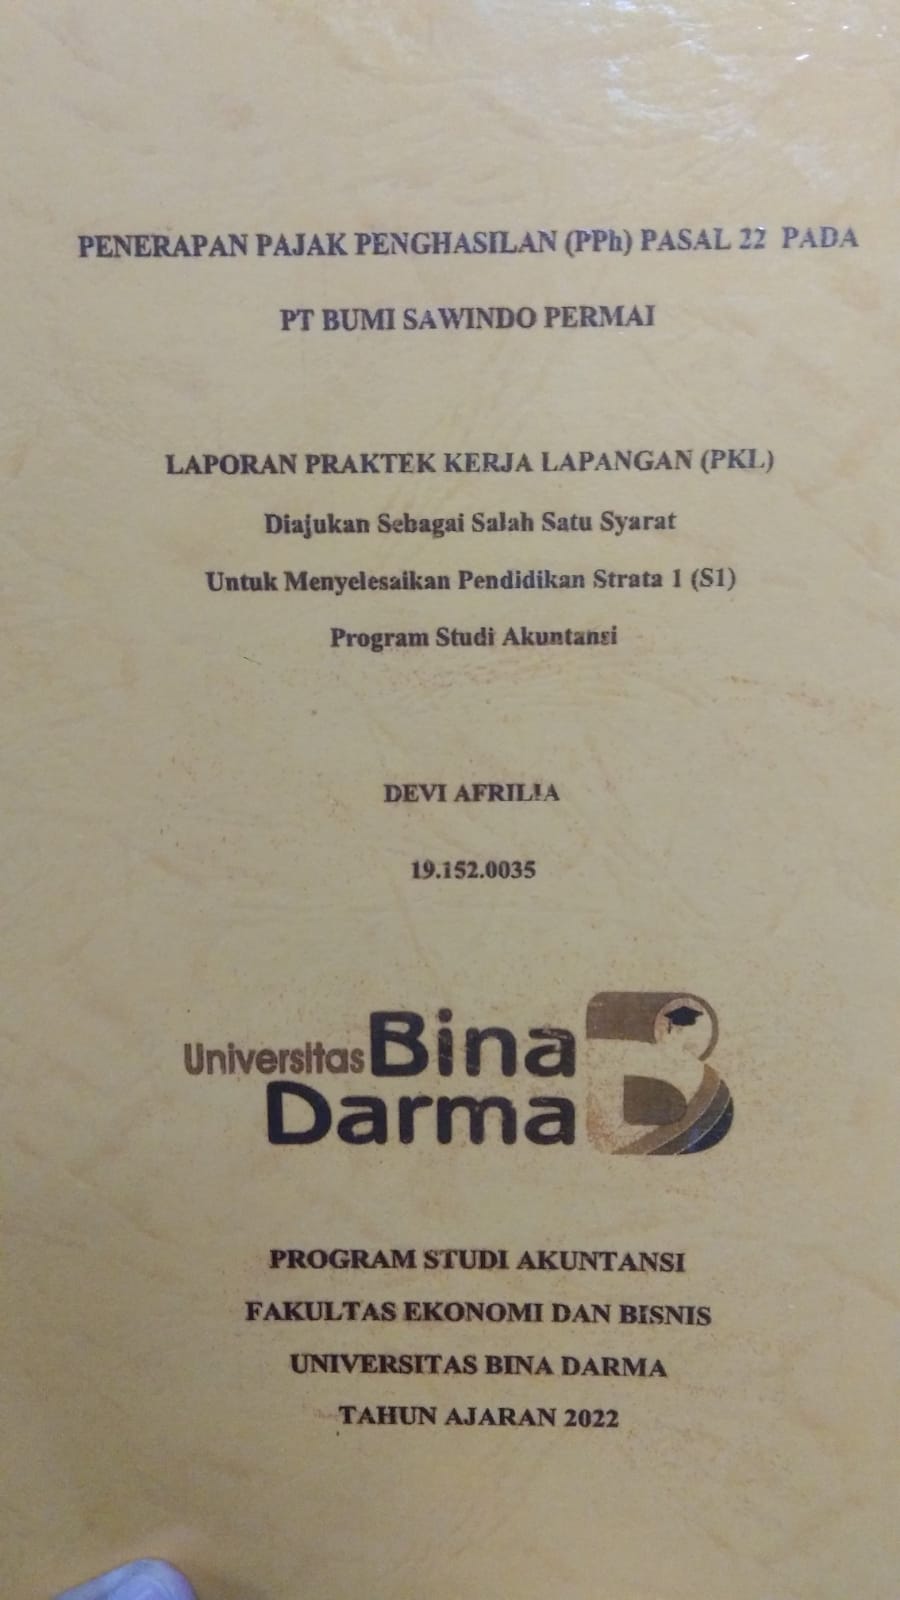 PENERAPAN PAJAK PENGHASILAN (PPh) PASAL 22 PADA
PT BUMI SAWINDO PERMAI
LAPORAN PRAKTEK KERJA LAPANGAN (PKL)
Diajukan Sebagai Salah Satu Syarat
Untuk Menyelesaikan Pendidikan Strata 1 (S1)
Program Studi Akuntansi
DEVI AFRILIA
19.152.0035
Universitas Bina
Darma
PROGRAM STUDI AKUNTANSI
FAKULTAS EKONOMI DAN BISNIS
UNIVERSITAS BINA DARMA
TAHUN AJARAN 2022